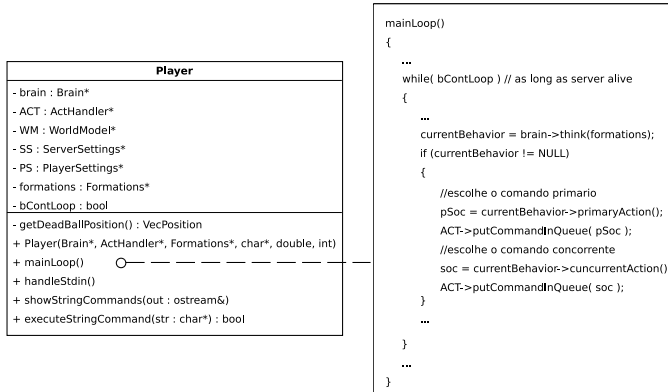 Player
- brain : Brain*
- ACT : ActHandler*
- WM : WorldModel*
- SS : ServerSettings*
- PS : PlayerSettings*
- formations : Formations*
- bContLoop : bool
- getDeadBallPosition() : VecPosition
+ Player(Brain*, ActHandler*, Formations*, char*, double, int)
+ mainLoop()
+ handleStdin()
+ showStringCommands(out : ostream&)
+ executeStringCommand(str : char*) : bool
mainLoop()
{
...
while( bContLoop ) // as long as server alive
{
...
currentBehavior = brain->think(formations);
if (currentBehavior != NULL)
{
//escolhe o comando primario
pSoc = currentBehavior->primaryAction();
ACT->putCommandInQueue( pSoc );
//escolhe o comando concorrente
soc = currentBehavior->cuncurrentAction()
ACT->putCommandInQueue( soc );
}
...
}
...
}